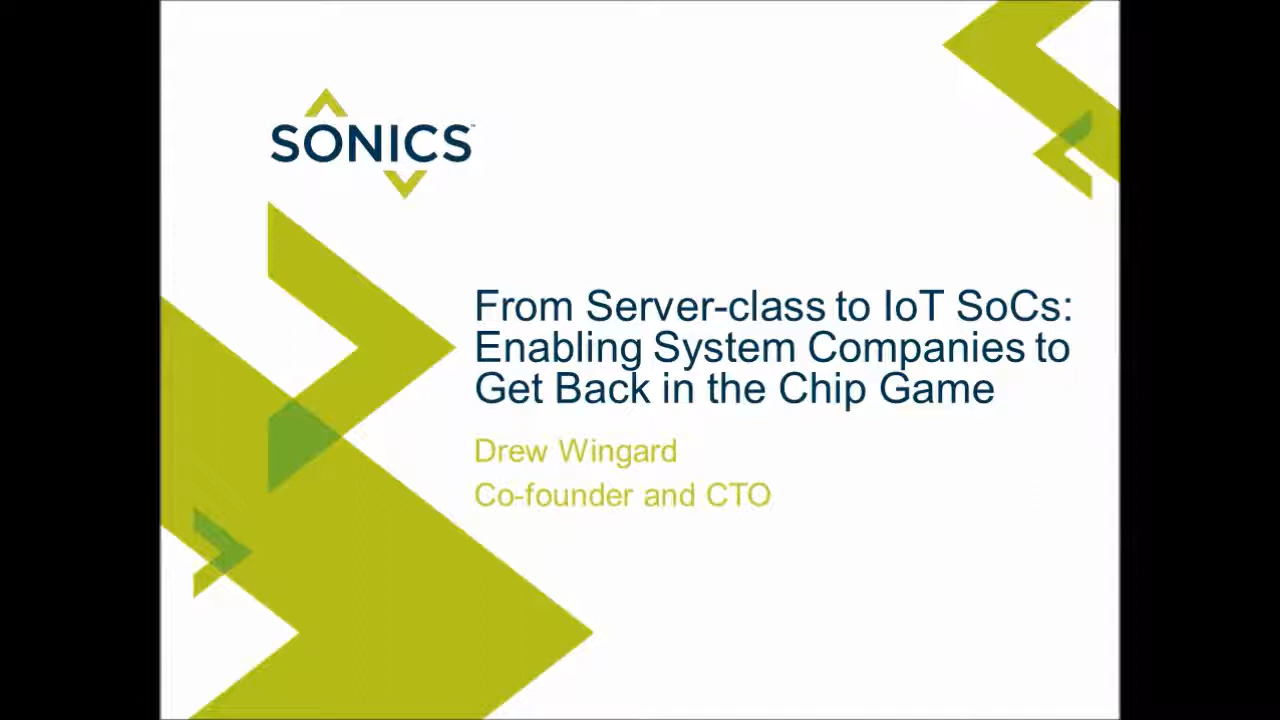 SONICS™
From Server-class to IoT SoCs:
Enabling System Companies to
Get Back in the Chip Game
Drew Wingard
Co-founder and CTO